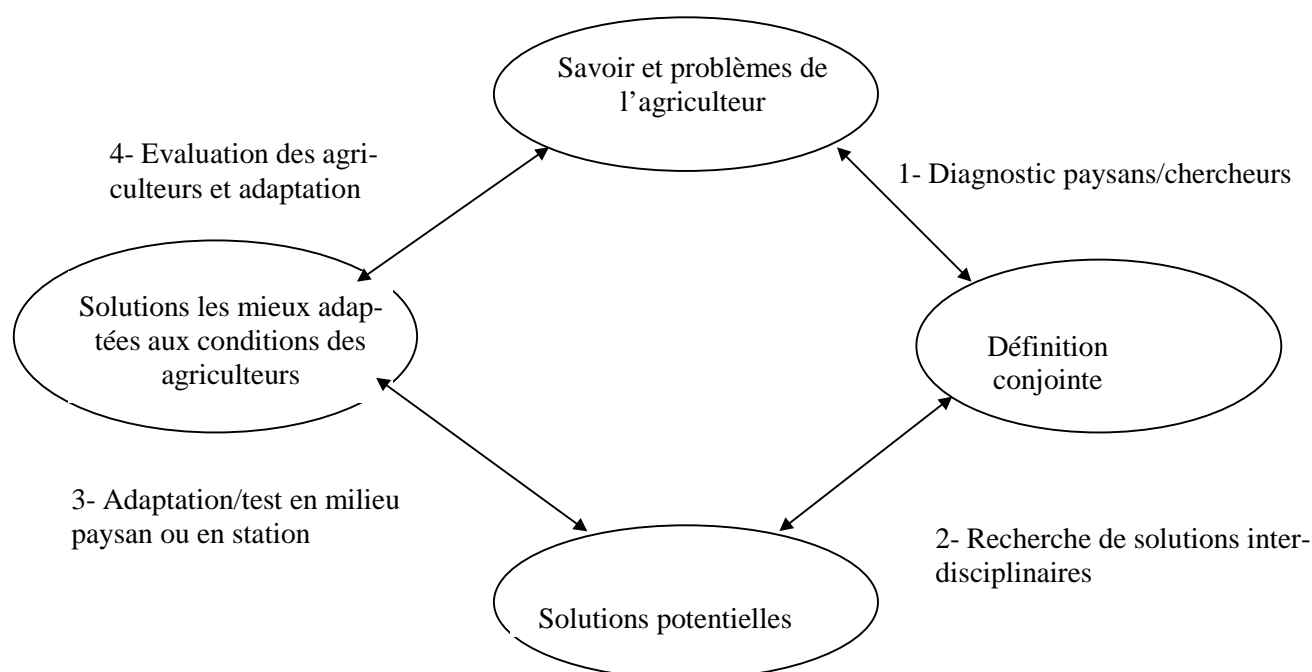 Savoir et problèmes de
l’agriculteur
4- Evaluation des agri-
culteurs et adaptation
1- Diagnostic paysans/chercheurs
Solutions les mieux adap-
tées aux conditions des
agriculteurs
Définition
conjointe
3- Adaptation/test en milieu
paysan ou en station
2- Recherche de solutions inter-
disciplinaires
Solutions potentielles